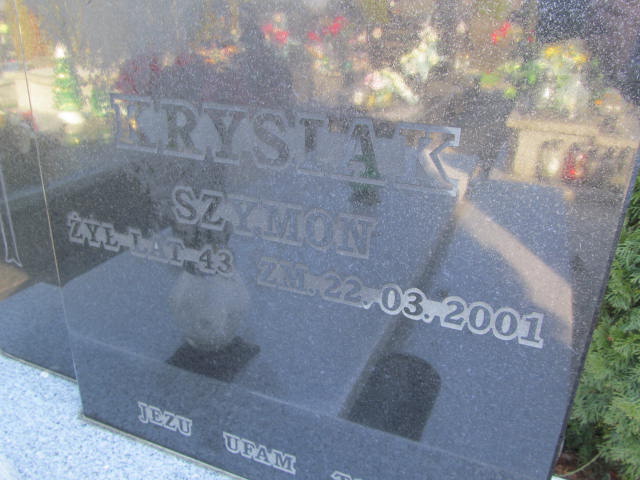 KRYSIAK
SZYMON
ŻYŁ LAT 43 ZM. 22.03.2001
JEZU UFAM